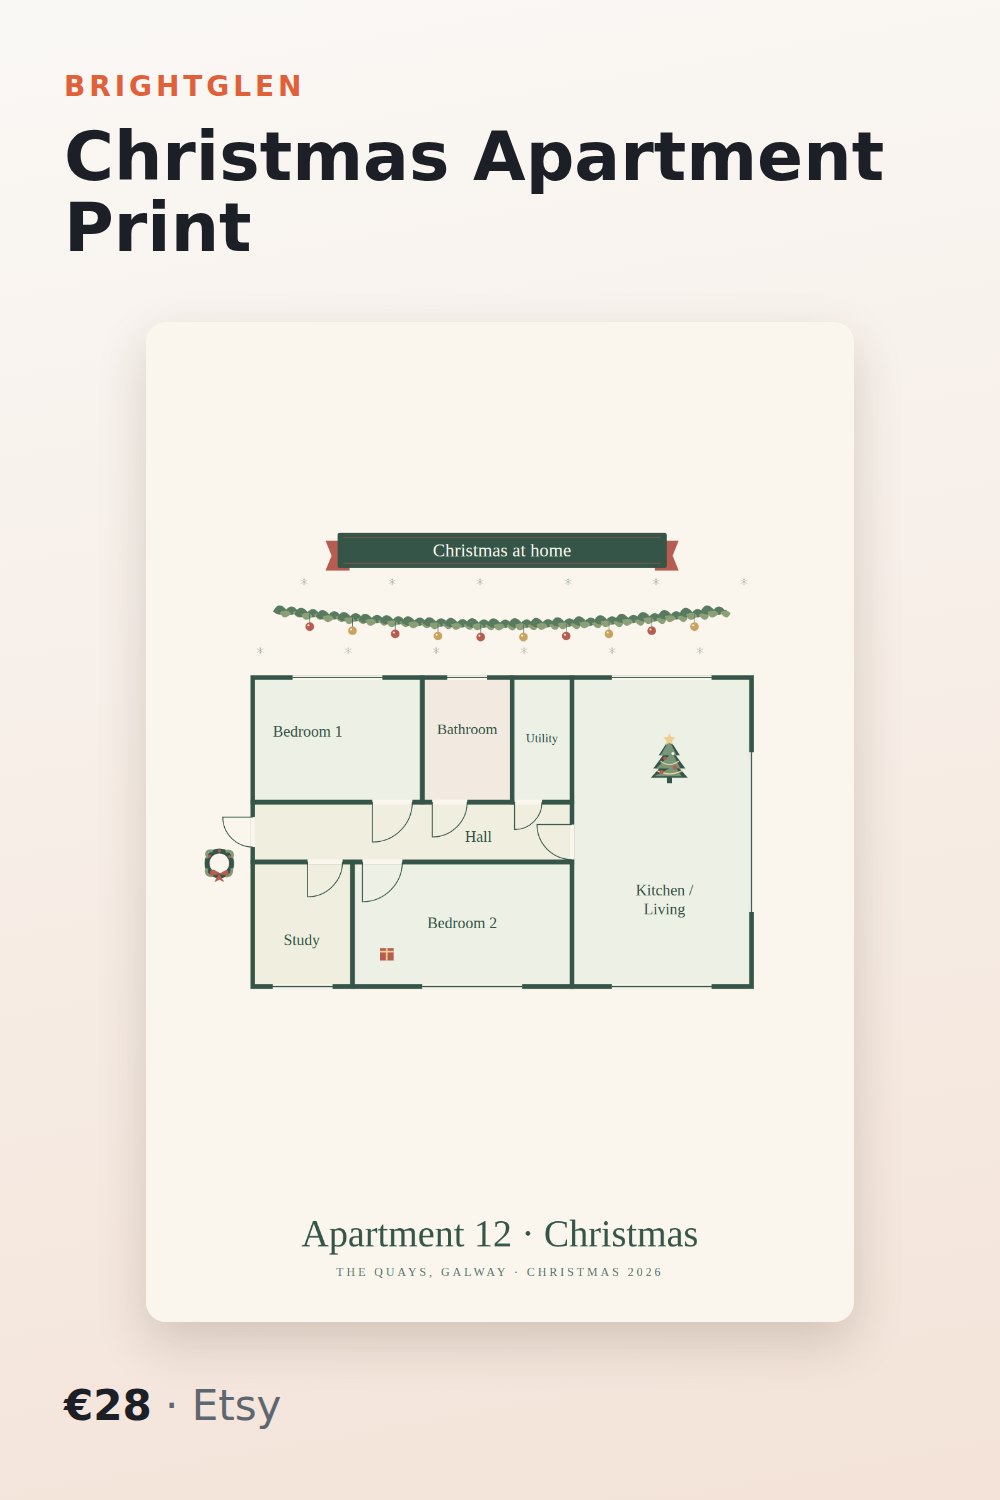 BRIGHTGLEN
Christmas Apartment
Print
Christmas at home
Bedroom 1
Bathroom
Utility
Hall
Kitchen /
Living
Bedroom 2
Study
Apartment 12 · Christmas
THE QUAYS, GALWAY · CHRISTMAS 2026
€28 · Etsy